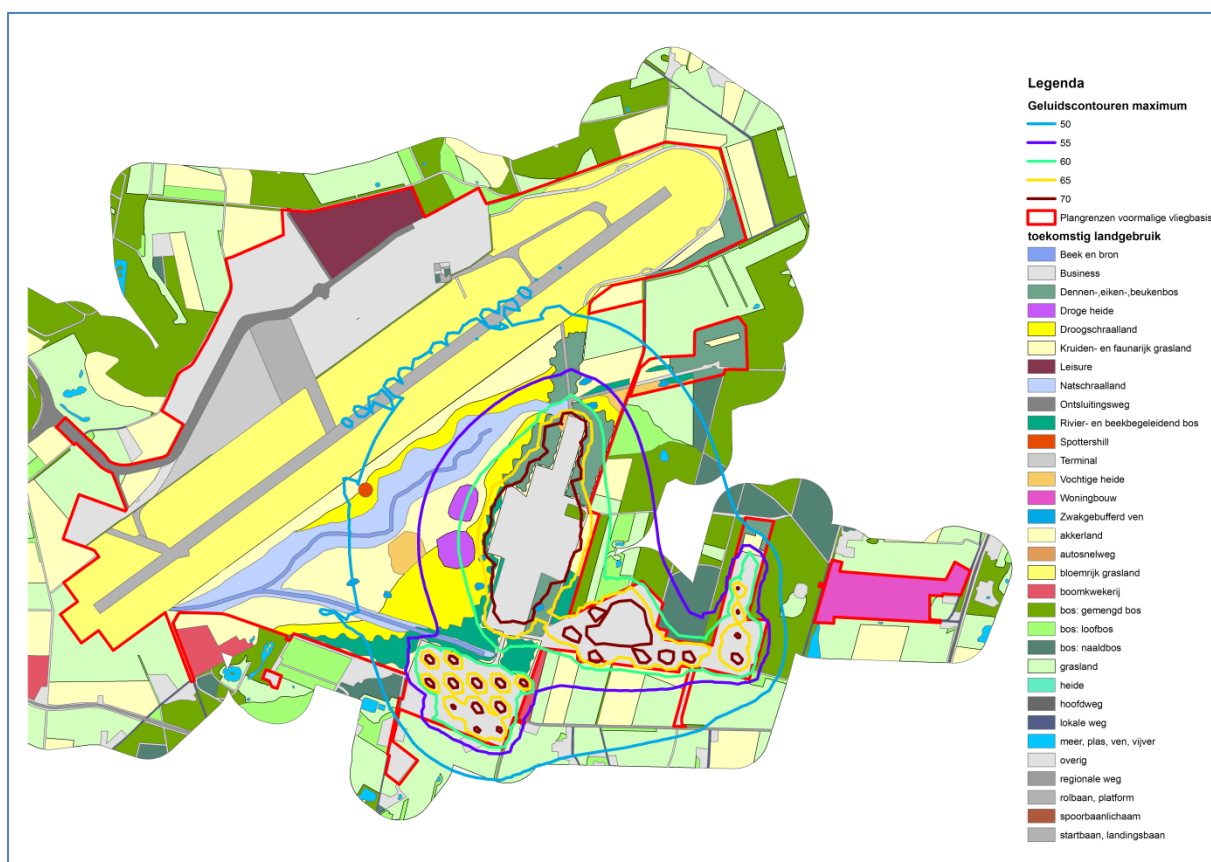 Legenda
Geluidscontouren maximum
50
55
60
65
70
Plangrenzen voormalige vliegbasis
toekomstig landgebruik
Beek en bron
Business
Dennen-,eiken-,beukenbos
Droge heide
Droogschraalland
Kruiden- en faunarijk grasland
Leisure
Natschraalland
Ontsluitingsweg
Rivier- en beekbegeleidend bos
Spottershill
Terminal
Vochtige heide
Woningbouw
Zwakgebufferd ven
akkerland
autosnelweg
bloemrijk grasland
boomkwekerij
bos: gemengd bos
bos: loofbos
bos: naaldbos
grasland
heide
hoofdweg
lokale weg
meer, plas, ven, vijver
overig
regionale weg
rolbaan, platform
spoorbaanlichaam
startbaan, landingsbaan